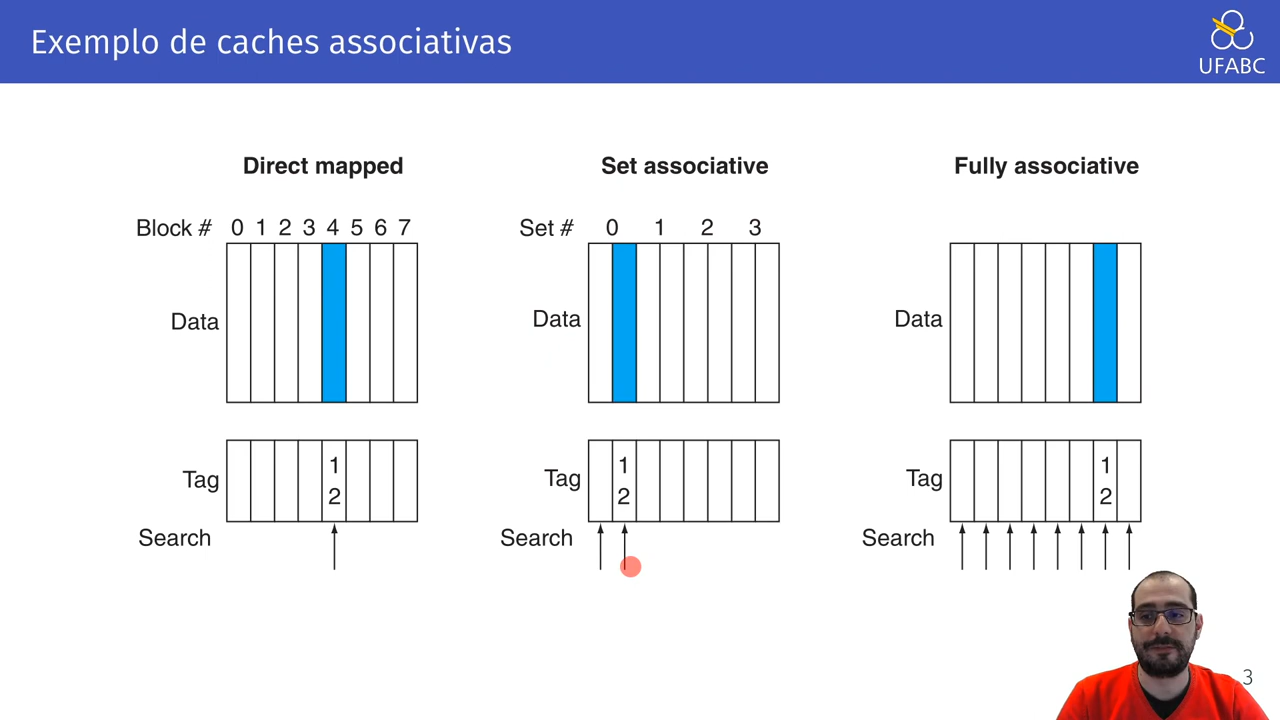 Exemplo de caches associativas
UFABC
Direct mapped
Block # 0 1 2 3 4 5 6 7
Data
Tag
1
2
Search
Set associative
Set # 0 1 2 3
Data
Tag
1
2
Search
Fully associative
Data
Tag
1
2
Search
3